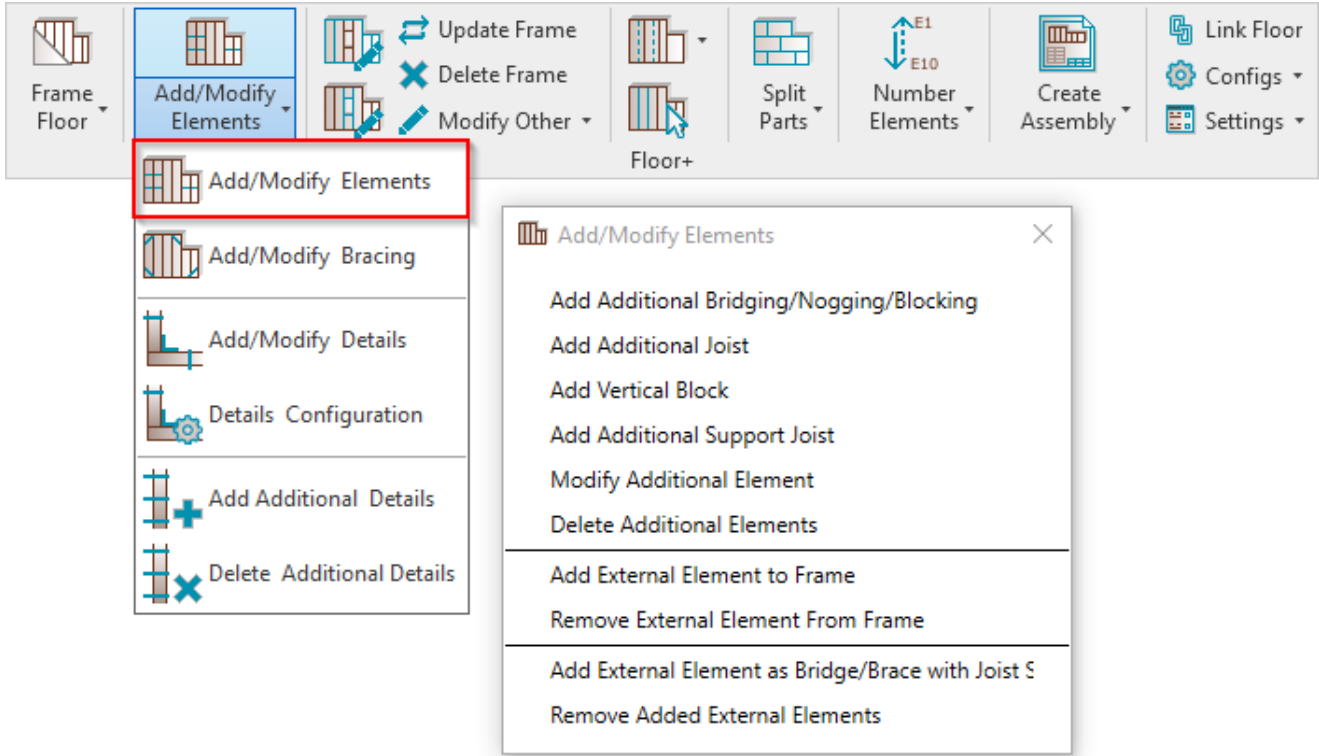 Frame
Floor
Add/Modify
Elements
Update Frame
Delete Frame
Modify Other
Split
Parts
E1
E10
Number
Elements
Create
Assembly
Link Floor
Configs
Settings
Floor+
Add/Modify Elements
Add/Modify Bracing
Add/Modify Details
Details Configuration
Add Additional Details
Delete Additional Details
Add/Modify Elements
Add Additional Bridging/Nogging/Blocking
Add Additional Joist
Add Vertical Block
Add Additional Support Joist
Modify Additional Element
Delete Additional Elements
Add External Element to Frame
Remove External Element From Frame
Add External Element as Bridge/Brace with Joist S
Remove Added External Elements